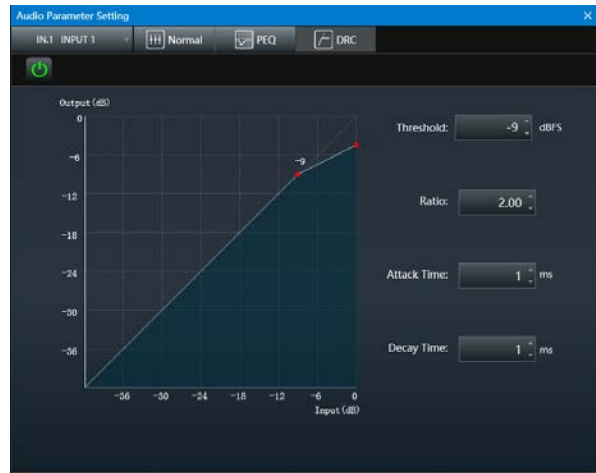 Audio Parameter Setting
IN.1 INPUT 1 Normal PEQ DRC
Output(dB)
0
-6
-12
-18
-24
-30
-36
-9
-36 -30 -24 -18 -12 -6 0
Input(dB)
Threshold: -9 dBFS
Ratio: 2.00
Attack Time: 1 ms
Decay Time: 1 ms